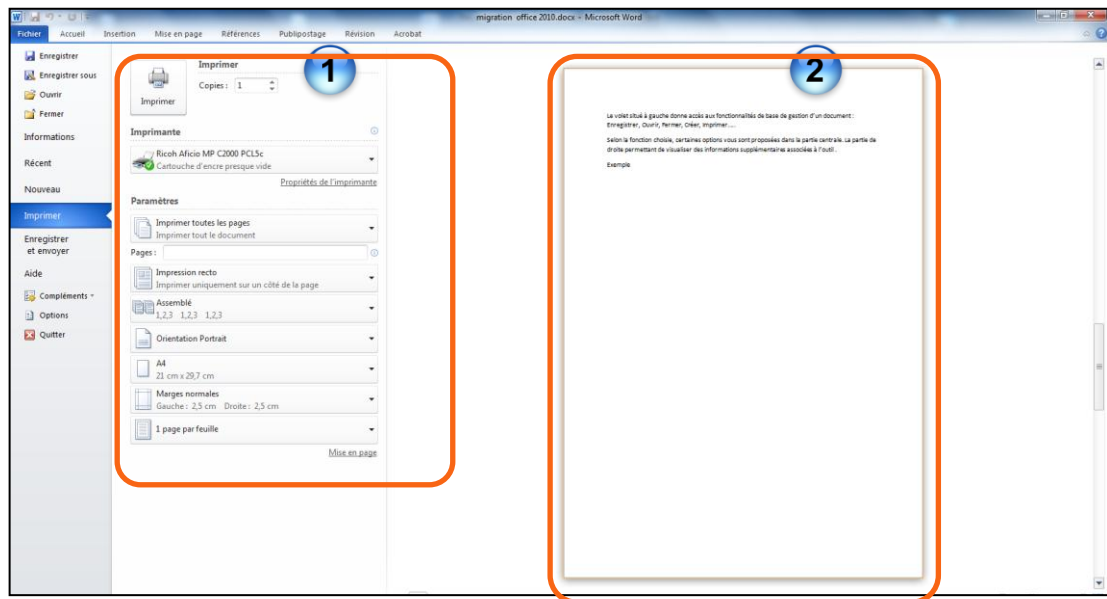 migration office 2010.docx - Microsoft Word
Fichier Accueil Insertion Mise en page Références Publipostage Révision Acrobat
Enregistrer
Enregistrer sous
Ouvrir
Fermer
Informations
Récent
Nouveau
Imprimer
Enregistrer
et envoyer
Aide
Compléments
Options
Quitter
1
Imprimer
Copies : 1
Imprimer
Imprimante
Ricoh Aficio MP C2000 PCL5c
Cartouche d'encre presque vide
Propriétés de l'imprimante
Paramètres
Imprimer toutes les pages
Imprimer tout le document
Pages :
Impression recto
Imprimer uniquement sur un côté de la page
Assemblé
1,2,3 1,2,3 1,2,3
Orientation Portrait
A4
21 cm x 29,7 cm
Marges normales
Gauche : 2,5 cm Droite : 2,5 cm
1 page par feuille
Mise en page
2
Le volet situé à gauche donne accès aux fonctionnalités de base de gestion d'un document :
Enregistrer, Ouvrir, Fermer, Créer, Imprimer....
Selon la fonction choisie, certaines options vous sont proposées dans la partie centrale. La partie de
droite permettant de visualiser des informations supplémentaires associées à l'outil .
Exemple